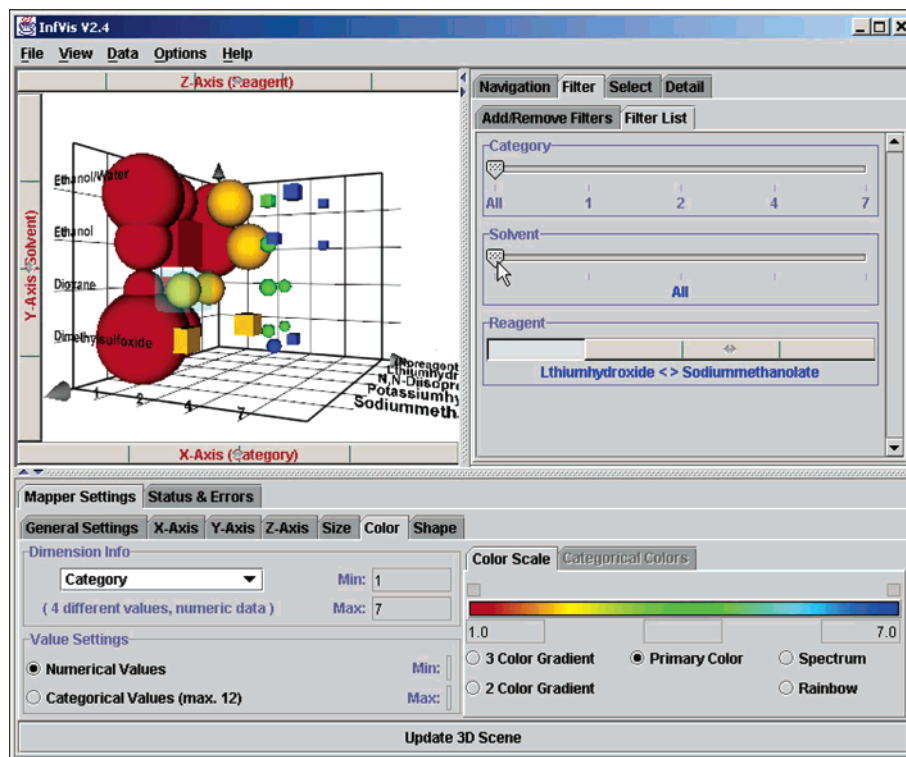 InfVis V2.4
File View Data Options Help
Z-Axis (Reagent)
Y-Axis (Solvent)
Ethanol/Water
Ethanol
Dioxane
Dimethylsulfoxide
1 2 4 7
(Noreagent
Lthiumhydr
N,N-Diisopre
Potassiumhy
Sodiummeth
X-Axis (Category)
Navigation Filter Select Detail
Add/Remove Filters Filter List
Category
All 1 2 4 7
Solvent
All
Reagent
Lthiumhydroxide <> Sodiummethanolate
Mapper Settings Status & Errors
General Settings X-Axis Y-Axis Z-Axis Size Color Shape
Dimension Info
Category Min: 1
( 4 different values, numeric data ) Max: 7
Value Settings
Numerical Values Min:
Categorical Values (max. 12) Max:
Color Scale Categorical Colors
1.0 7.0
3 Color Gradient Primary Color Spectrum
2 Color Gradient Rainbow
Update 3D Scene